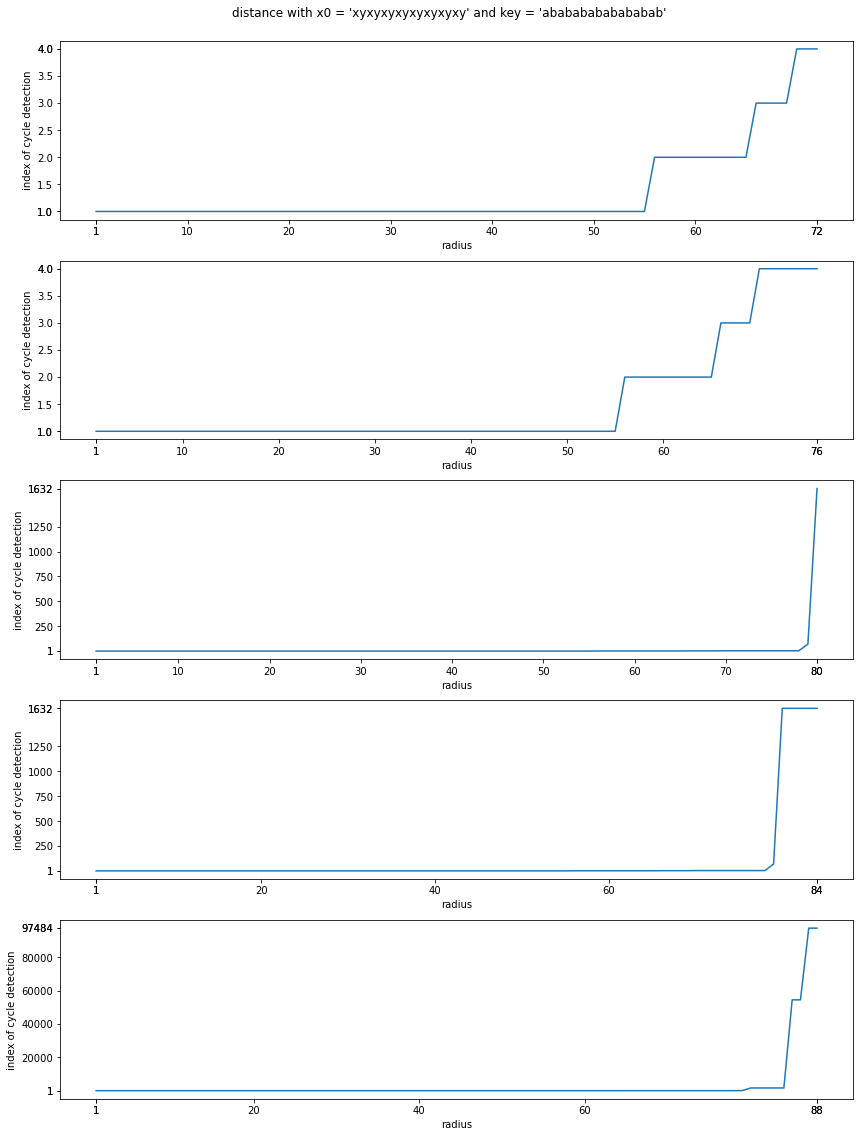 distance with x0 = 'xyxyxyxyxyxyxyxy' and key = 'abababababababab'
4.0
3.5
3.0
2.5
2.0
1.5
1.0
index of cycle detection
1 10 20 30 40 50 60 72
radius
4.0
3.5
3.0
2.5
2.0
1.5
1.0
index of cycle detection
1 10 20 30 40 50 60 76
radius
1632
1250
1000
750
500
250
1
index of cycle detection
1 10 20 30 40 50 60 70 80
radius
1632
1250
1000
750
500
250
1
index of cycle detection
1 20 40 60 84
radius
97484
80000
60000
40000
20000
1
index of cycle detection
1 20 40 60 88
radius